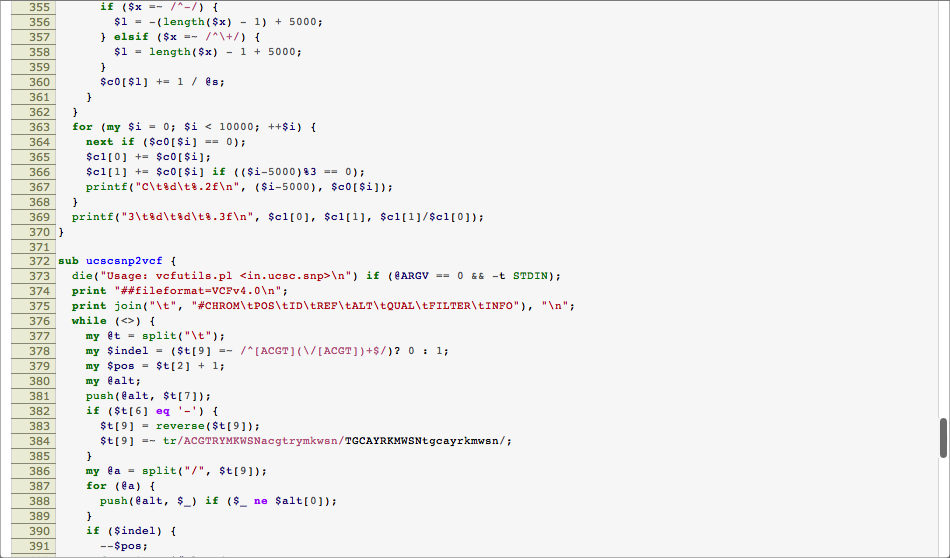 355 if ($x =~ /^-/) {
356 $l = -(length($x) - 1) + 5000;
357 } elsif ($x =~ /^\+/) {
358 $l = length($x) - 1 + 5000;
359 }
360 $c0[$l] += 1 / @s;
361 }
362 }
363 for (my $i = 0; $i < 10000; ++$i) {
364 next if ($c0[$i] == 0);
365 $c1[0] += $c0[$i];
366 $c1[1] += $c0[$i] if (($i-5000)%3 == 0);
367 printf("C\t%d\t%.2f\n", ($i-5000), $c0[$i]);
368 }
369 printf("3\t%d\t%d\t%.3f\n", $c1[0], $c1[1], $c1[1]/$c1[0]);
370 }
371
372 sub ucscsnp2vcf {
373 die("Usage: vcfutils.pl <in.ucsc.snp>\n") if (@ARGV == 0 && -t STDIN);
374 print "##fileformat=VCFv4.0\n";
375 print join("\t", "#CHROM\tPOS\tID\tREF\tALT\tQUAL\tFILTER\tINFO"), "\n";
376 while (<>) {
377 my @t = split("\t");
378 my $indel = ($t[9] =~ /^[ACGT](\/[ACGT])+$/)? 0 : 1;
379 my $pos = $t[2] + 1;
380 my @alt;
381 push(@alt, $t[7]);
382 if ($t[6] eq '-') {
383 $t[9] = reverse($t[9]);
384 $t[9] =~ tr/ACGTRYMKWSNacgtrymkwsn/TGCAYRKMWSNtgcayrkmwsn/;
385 }
386 my @a = split("/", $t[9]);
387 for (@a) {
388 push(@alt, $_) if ($_ ne $alt[0]);
389 }
390 if ($indel) {
391 --$pos;